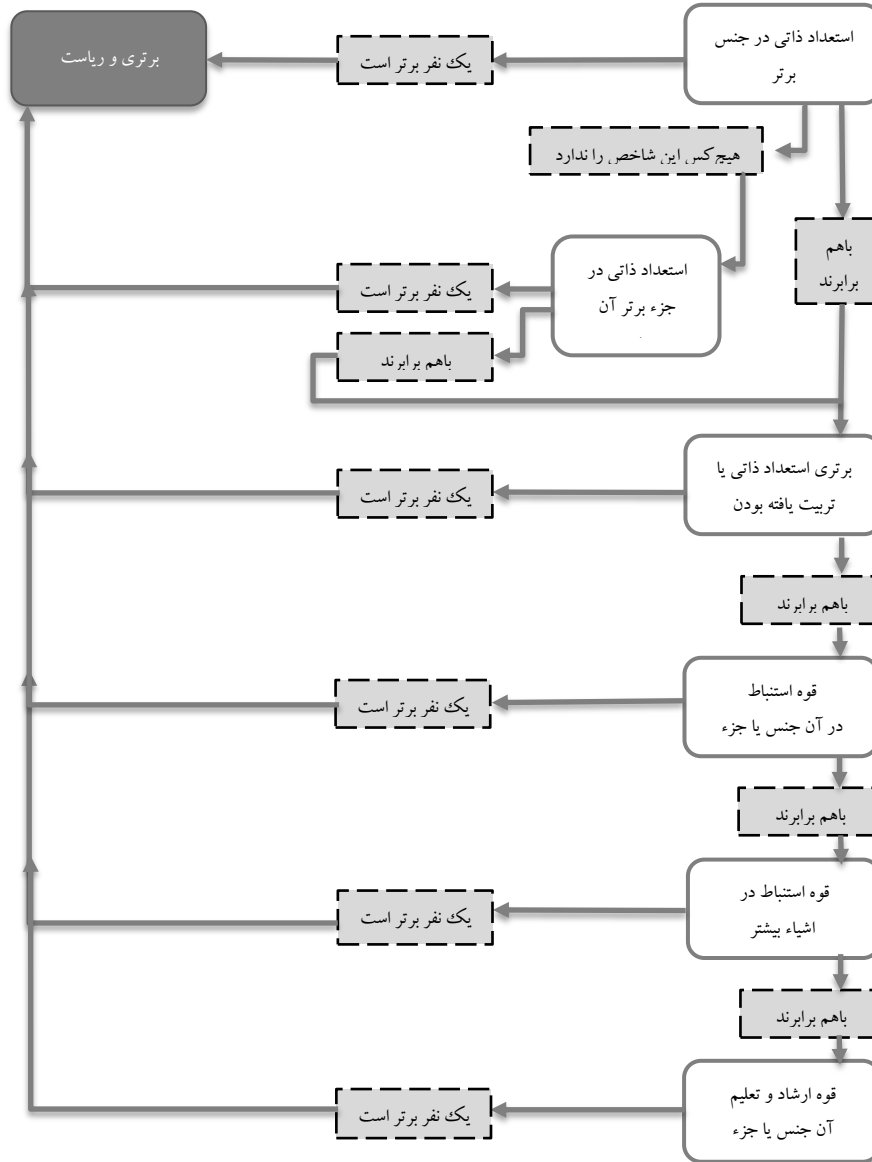 استعداد ذاتی در جنس
برتر
یک نفر برتر است
برتری و ریاست
هیچ‌کس این شاخص را ندارد
باهم
برابرند
استعداد ذاتی در
جزء برتر آن
یک نفر برتر است
باهم برابرند
برتری استعداد ذاتی یا
تربیت یافته بودن
یک نفر برتر است
باهم برابرند
قوه استنباط
در آن جنس یا جزء
یک نفر برتر است
باهم برابرند
قوه استنباط در
اشیاء بیشتر
یک نفر برتر است
باهم برابرند
قوه ارشاد و تعلیم
آن جنس یا جزء
یک نفر برتر است